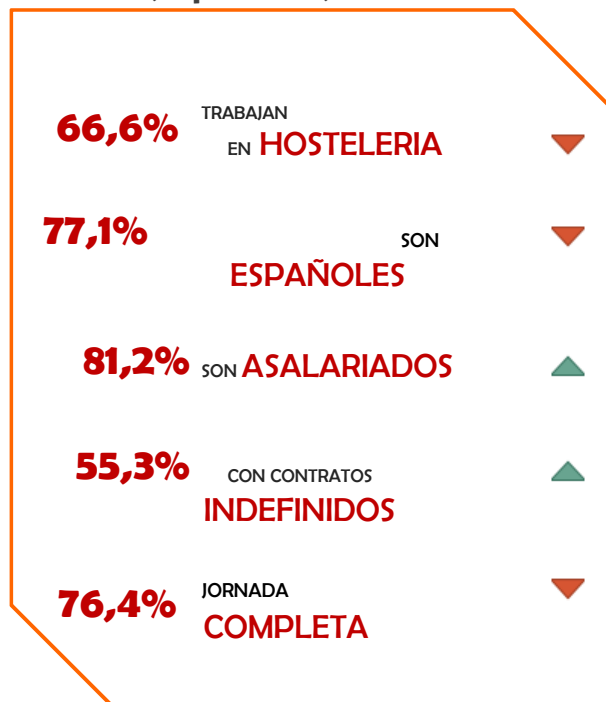 66,6% TRABAJAN
EN HOSTELERIA
77,1% SON
ESPAÑOLES
81,2% SON ASALARIADOS
55,3% CON CONTRATOS
INDEFINIDOS
76,4% JORNADA
COMPLETA